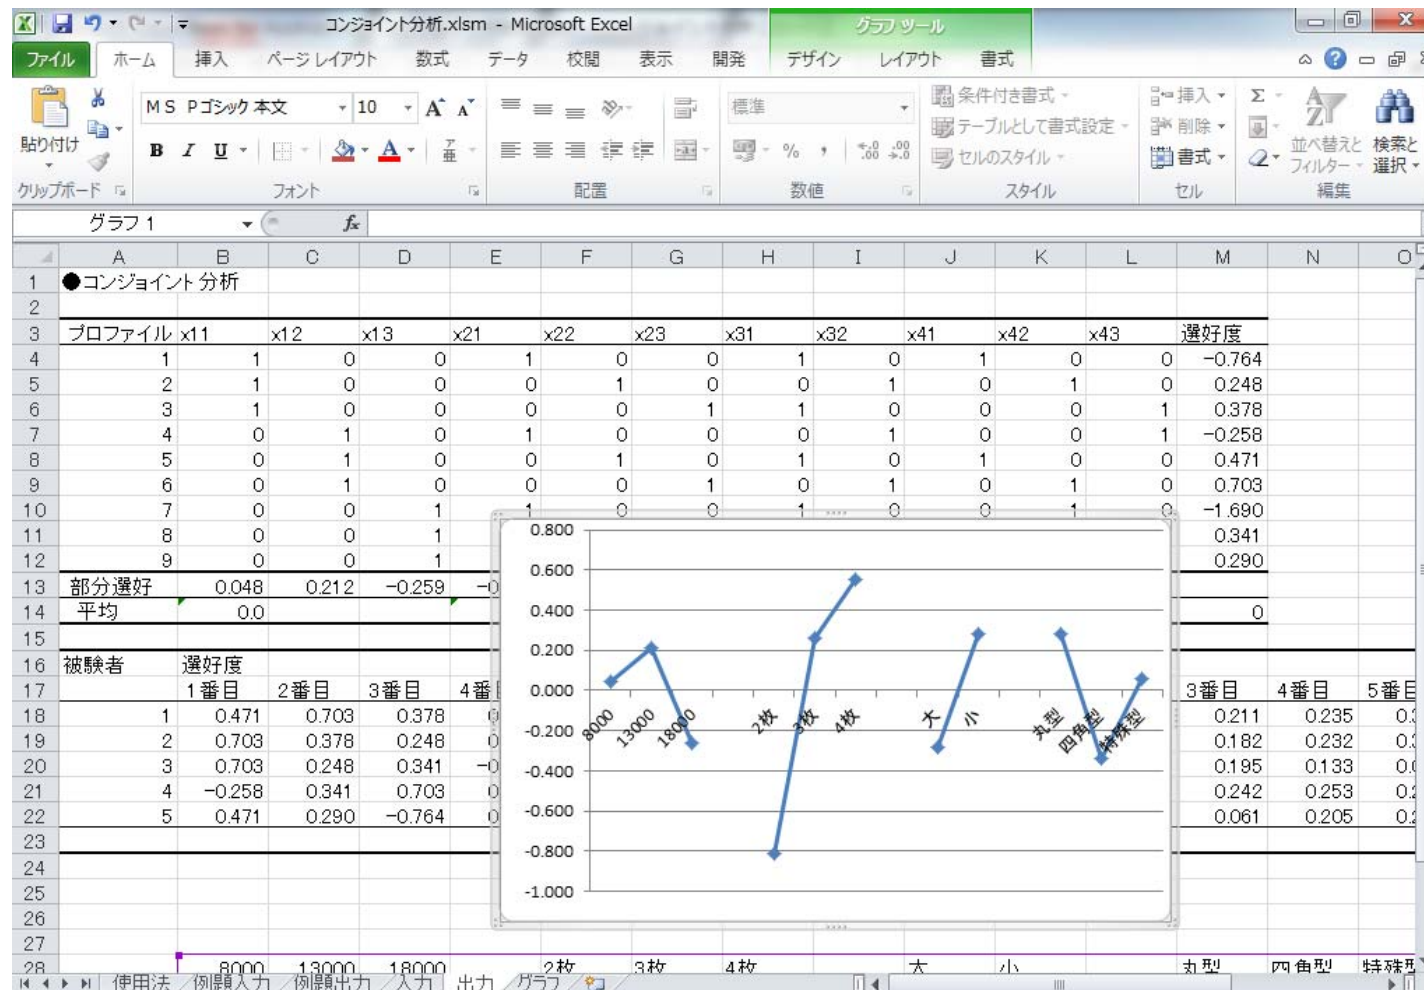 コンジョイント分析.xlsm - Microsoft Excel
グラフ ツール
ファイル ホーム 挿入 ページ レイアウト 数式 データ 校閲 表示 開発 デザイン レイアウト 書式
貼り付け
MS Pゴシック 本文 10
B I U
標準
条件付き書式
テーブルとして書式設定
セルのスタイル
挿入
削除
書式
並べ替えと
フィルター
検索と
選択
クリップボード フォント 配置 数値 スタイル セル 編集
グラフ 1 fx
A B C D E F G H I J K L M N O
1 ●コンジョイント分析
2
3 プロファイル x11 x12 x13 x21 x22 x23 x31 x32 x41 x42 x43 選好度
4 1 1 0 0 1 0 0 1 0 1 0 0 -0.764
5 2 1 0 0 0 1 0 0 1 0 1 0 0.248
6 3 1 0 0 0 0 1 1 0 0 0 1 0.378
7 4 0 1 0 1 0 0 0 1 0 0 1 -0.258
8 5 0 1 0 0 1 0 1 0 1 0 0 0.471
9 6 0 1 0 0 0 1 0 1 0 1 0 0.703
10 7 0 0 1 1 0 0 1 0 0 1 0 -1.690
11 8 0 0 1 0.341
12 9 0 0 1 0.290
13 部分選好 0.048 0.212 -0.259
14 平均 0.0 0
15
16 被験者 選好度
17 1番目 2番目 3番目 4番 3番目 4番目 5番目
18 1 0.471 0.703 0.378 0.211 0.235
19 2 0.703 0.378 0.248 0.182 0.232
20 3 0.703 0.248 0.341 0.195 0.133
21 4 -0.258 0.341 0.703 0.242 0.253
22 5 0.471 0.290 -0.764 0.061 0.205
23
24
25
26
27
28 8000 13000 18000 2枚 3枚 4枚 大 小 丸型 四角型 特殊型
0.800
0.600
0.400
0.200
0.000
-0.200
-0.400
-0.600
-0.800
-1.000
8000 13000 18000 2枚 3枚 4枚 大 小 丸型 四角型 特殊型
使用法 例題入力 例題出力 入力 出力 グラフ